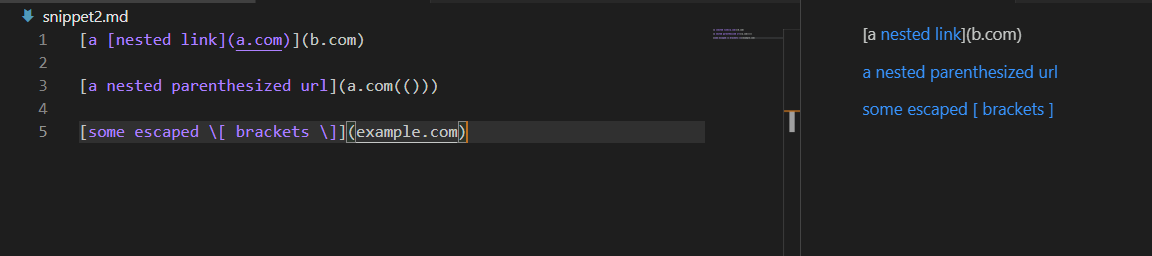 snippet2.md
1 [a [nested link](a.com)](b.com)
2
3 [a nested parenthesized url](a.com(()))
4
5 [some escaped \[ brackets \]](example.com)
[a nested link](b.com)
a nested parenthesized url
some escaped [ brackets ]